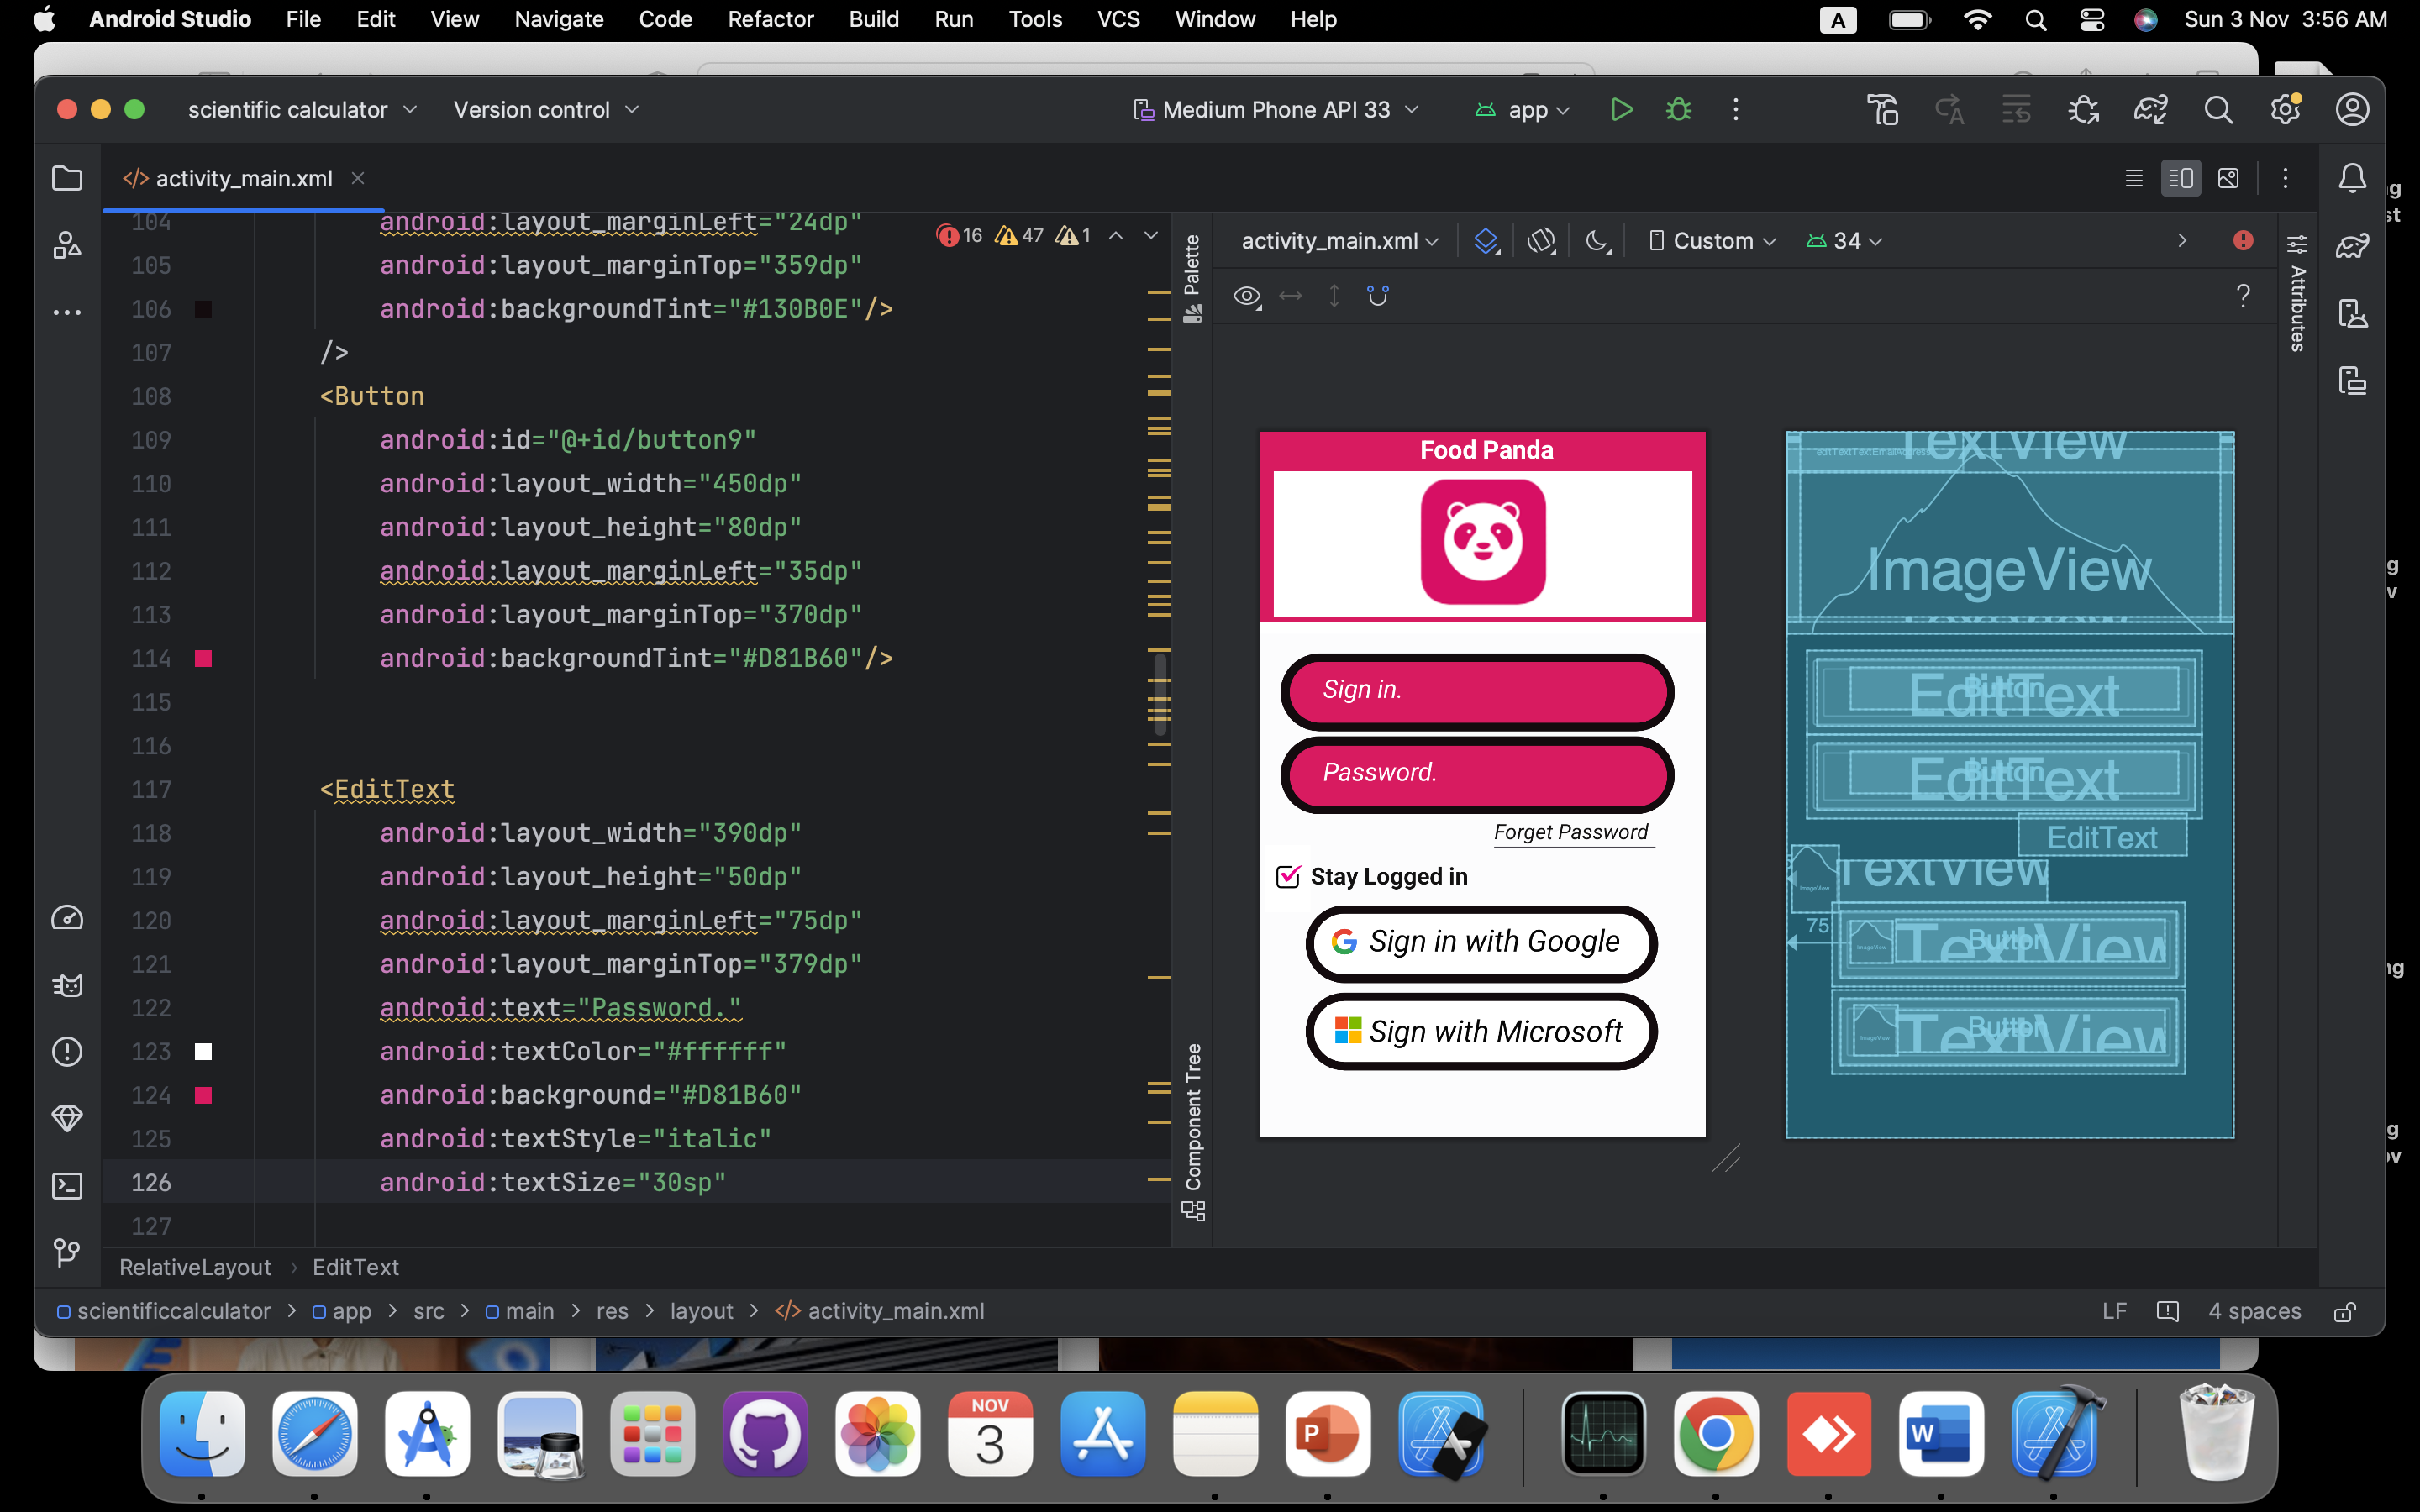 Android Studio File Edit View Navigate Code Refactor Build Run Tools VCS Window Help A Sun 3 Nov 3:56 AM
scientific calculator Version control Medium Phone API 33 app
activity_main.xml
16 47 1
104 android:layout_marginLeft="24dp"
105 android:layout_marginTop="359dp"
106 android:backgroundTint="#130B0E"/>
107 />
108 <Button
109 android:id="@+id/button9"
110 android:layout_width="450dp"
111 android:layout_height="80dp"
112 android:layout_marginLeft="35dp"
113 android:layout_marginTop="370dp"
114 android:backgroundTint="#D81B60"/>
115
116
117 <EditText
118 android:layout_width="390dp"
119 android:layout_height="50dp"
120 android:layout_marginLeft="75dp"
121 android:layout_marginTop="379dp"
122 android:text="Password."
123 android:textColor="#ffffff"
124 android:background="#D81B60"
125 android:textStyle="italic"
126 android:textSize="30sp"
127
Palette
Component Tree
activity_main.xml Custom 34
Attributes
Food Panda
Sign in.
Password.
Forget Password
Stay Logged in
Sign in with Google
Sign with Microsoft
TextView
editTextTextEmailAddress
ImageView
EditText
Button
EditText
Button
EditText
ImageView
TextView
75
ImageView
TextView
Button
ImageView
TextView
Button
RelativeLayout > EditText
scientificcalculator > app > src > main > res > layout > activity_main.xml LF 4 spaces
NOV
3
P
W